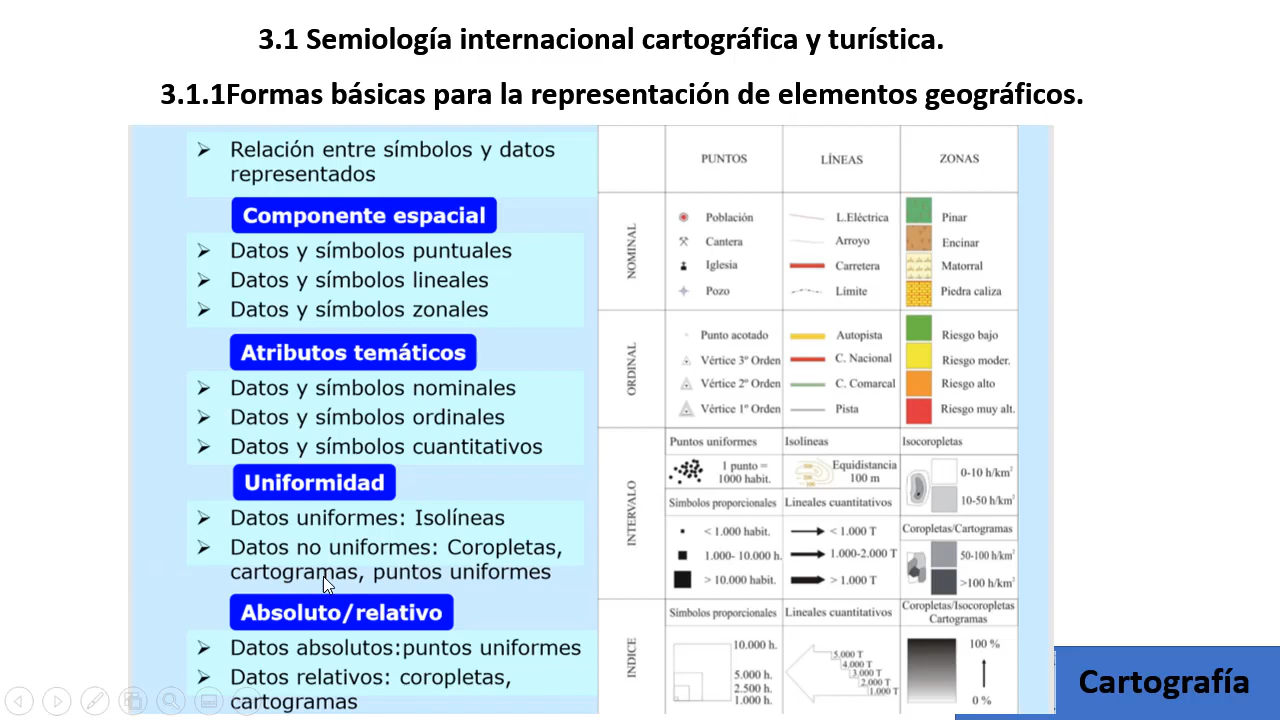 3.1 Semiología internacional cartográfica y turística.
3.1.1Formas básicas para la representación de elementos geográficos.
➢ Relación entre símbolos y datos
representados
Componente espacial
➢ Datos y símbolos puntuales
➢ Datos y símbolos lineales
➢ Datos y símbolos zonales
Atributos temáticos
➢ Datos y símbolos nominales
➢ Datos y símbolos ordinales
➢ Datos y símbolos cuantitativos
Uniformidad
➢ Datos uniformes: Isolíneas
➢ Datos no uniformes: Coropletas,
cartogramas, puntos uniformes
Absoluto/relativo
➢ Datos absolutos:puntos uniformes
➢ Datos relativos: coropletas,
cartogramas
PUNTOS
LÍNEAS
ZONAS
NOMINAL
Población
Cantera
Iglesia
Pozo
L.Eléctrica
Arroyo
Carretera
Límite
Pinar
Encinar
Matorral
Piedra caliza
ORDINAL
Punto acotado
Vértice 3º Orden
Vértice 2º Orden
Vértice 1º Orden
Autopista
C. Nacional
C. Comarcal
Pista
Riesgo bajo
Riesgo moder.
Riesgo alto
Riesgo muy alt.
INTERVALO
Puntos uniformes
1 punto =
1000 habit.
Símbolos proporcionales
< 1.000 habit.
1.000- 10.000 h.
> 10.000 habit.
Isolíneas
Equidistancia
100 m
Lineales cuantitativos
< 1.000 T
1.000-2.000 T
> 1.000 T
Isocoropletas
0-10 h/km²
10-50 h/km²
Coropletas/Cartogramas
50-100 h/km²
>100 h/km²
INDICE
Símbolos proporcionales
10.000 h.
5.000 h.
2.500 h.
1.000 h.
Lineales cuantitativos
5.000 T
4.000 T
3.000 T
2.000 T
1.000 T
Coropletas/Isocoropletas
Cartogramas
100 %
0 %
Cartografía